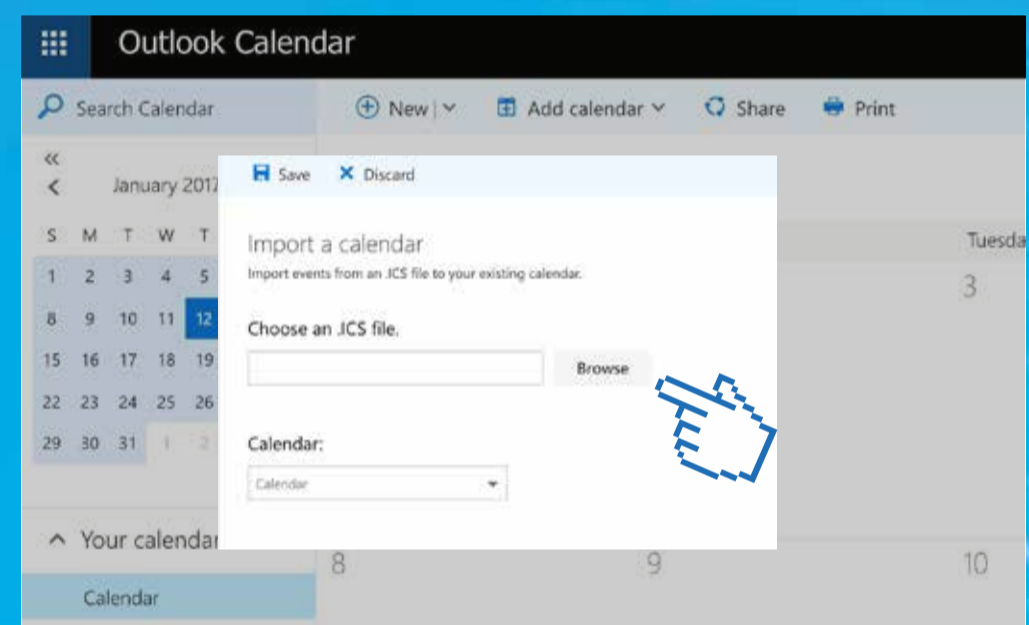 Outlook Calendar
Search Calendar
New
Add calendar
Share
Print
January 2017
S M T W T
1 2 3 4 5
8 9 10 11 12
15 16 17 18 19
22 23 24 25 26
29 30 31 1 2
Your calendar
Calendar
Save
Discard
Import a calendar
Import events from an .ICS file to your existing calendar.
Choose an .ICS file.
Browse
Calendar:
Calendar
Tuesda
3
8 9 10